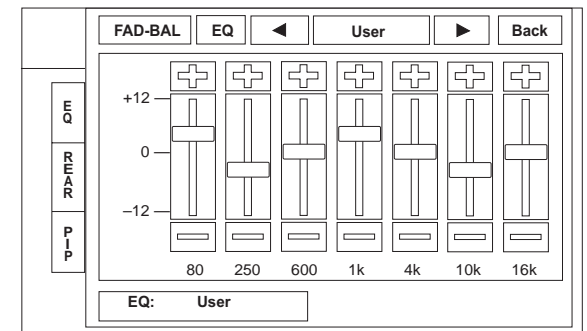 FAD-BAL EQ ◀ User ▶ Back
EQ
REAR
PIP
+12
0
–12
80 250 600 1k 4k 10k 16k
EQ: User